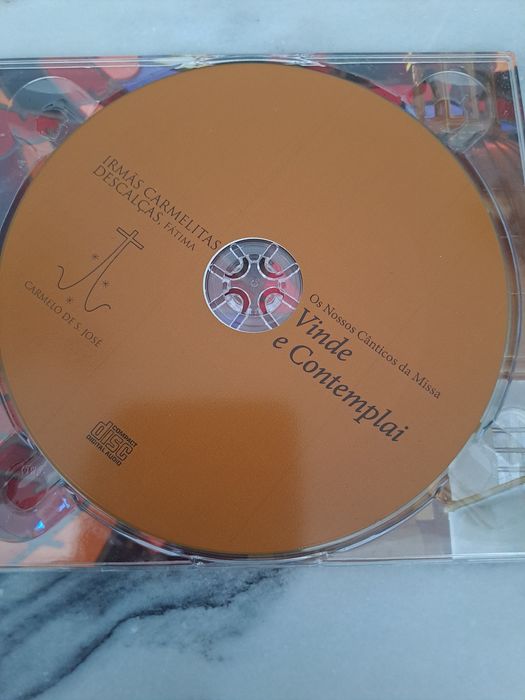 IRMÃS CARMELITAS
DESCALÇAS, FÁTIMA
CARMELO DE S. JOSÉ
Os Nossos Cânticos da Missa
Vinde
e Contemplai
COMPACT
disc
DIGITAL AUDIO